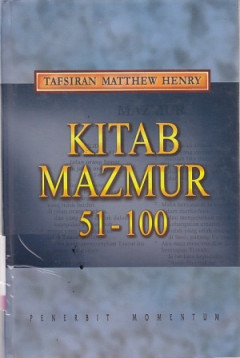 TAFSIRAN MATTHEW HENRY
KITAB
MAZMUR
51-100
PENERBIT MOMENTUM